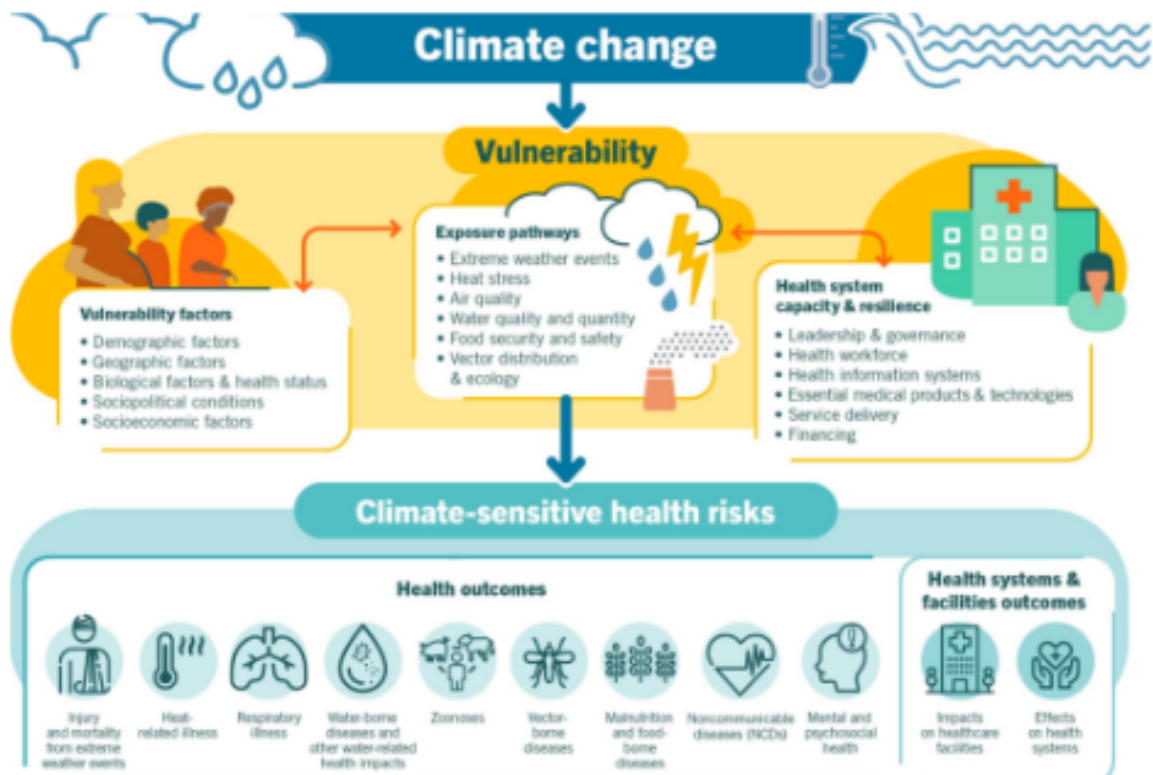 Climate change
Vulnerability
Vulnerability factors
• Demographic factors
• Geographic factors
• Biological factors & health status
• Sociopolitical conditions
• Socioeconomic factors
Exposure pathways
• Extreme weather events
• Heat stress
• Air quality
• Water quality and quantity
• Food security and safety
• Vector distribution
& ecology
Health system
capacity & resilience
• Leadership & governance
• Health workforce
• Health information systems
• Essential medical products & technologies
• Service delivery
• Financing
Climate-sensitive health risks
Health outcomes
Injury
and mortality
from extreme
weather events
Heat-
related illness
Respiratory
illness
Water-borne
diseases and
other water-related
health impacts
Zoonoses
Vector-
borne
diseases
Malnutrition
and food-
borne
diseases
Noncommunicable
diseases (NCDs)
Mental and
psychosocial
health
Health systems &
facilities outcomes
Impacts
on healthcare
facilities
Effects
on health
systems